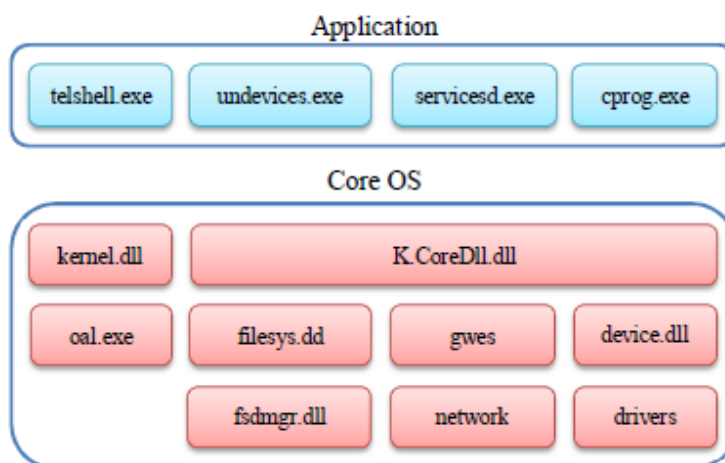 Application
telshell.exe
undevices.exe
servicesd.exe
cprog.exe
Core OS
kernel.dll
K.CoreDll.dll
oal.exe
filesys.dd
gwes
device.dll
fsdmgr.dll
network
drivers